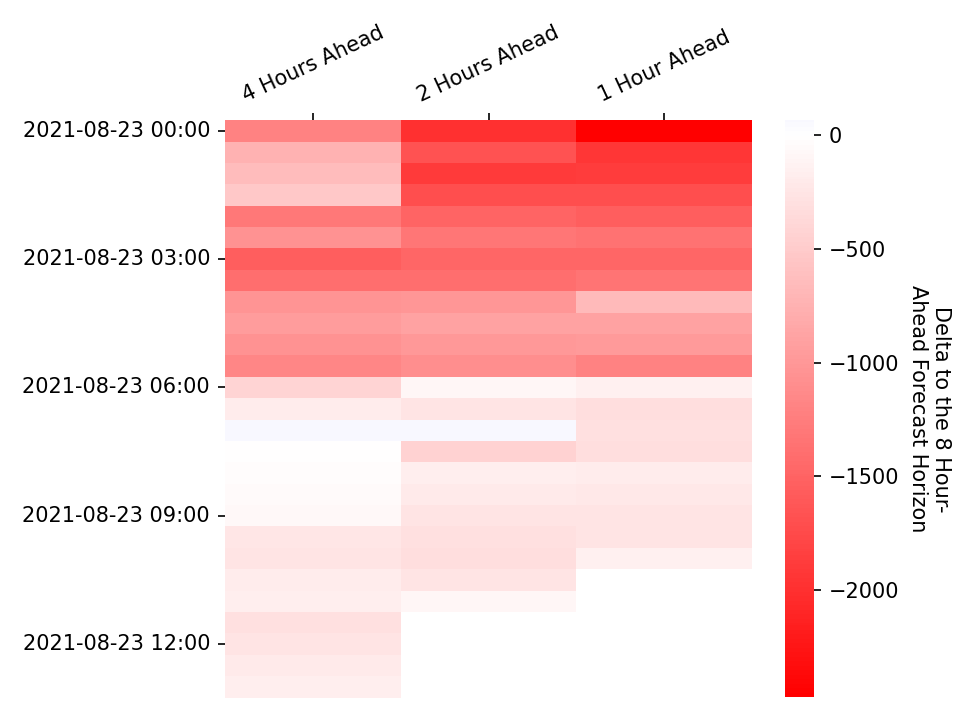 4 Hours Ahead
2 Hours Ahead
1 Hour Ahead
2021-08-23 00:00
2021-08-23 03:00
2021-08-23 06:00
2021-08-23 09:00
2021-08-23 12:00
0
−500
−1000
−1500
−2000
Delta to the 8 Hour-
Ahead Forecast Horizon